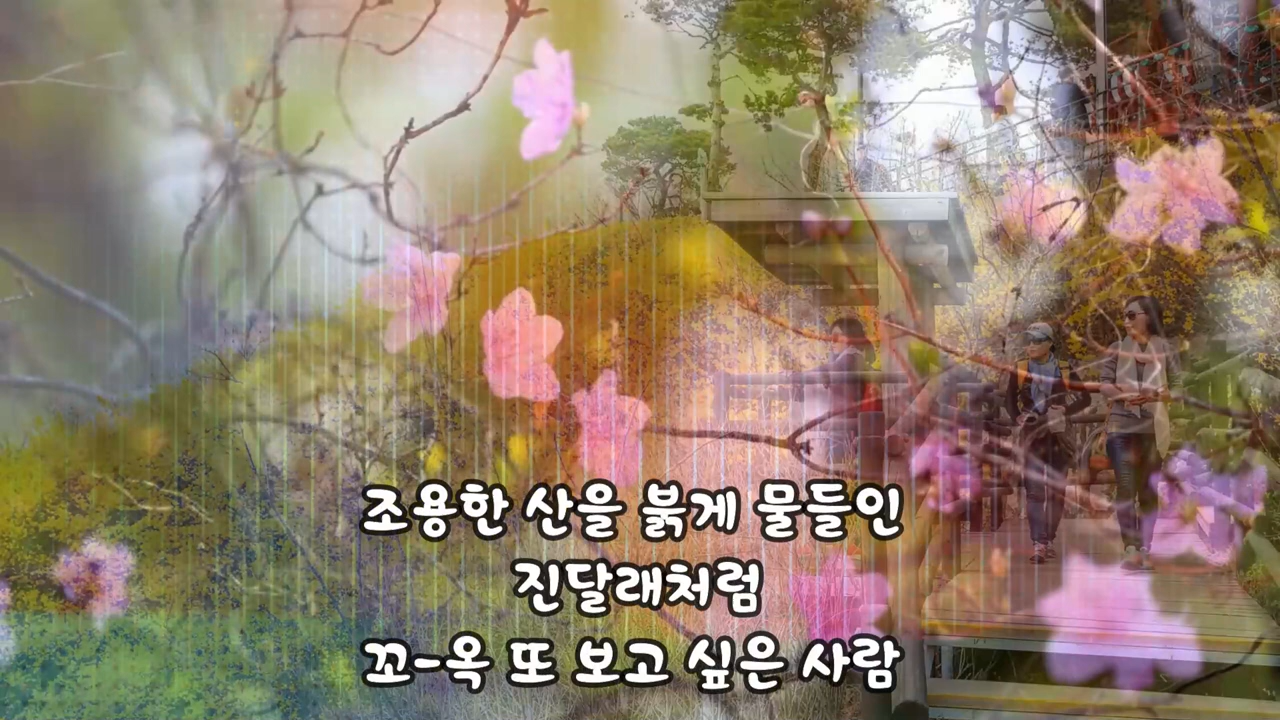 조용한 산을 붉게 물들인
진달래처럼
꼬-옥 또 보고 싶은 사람